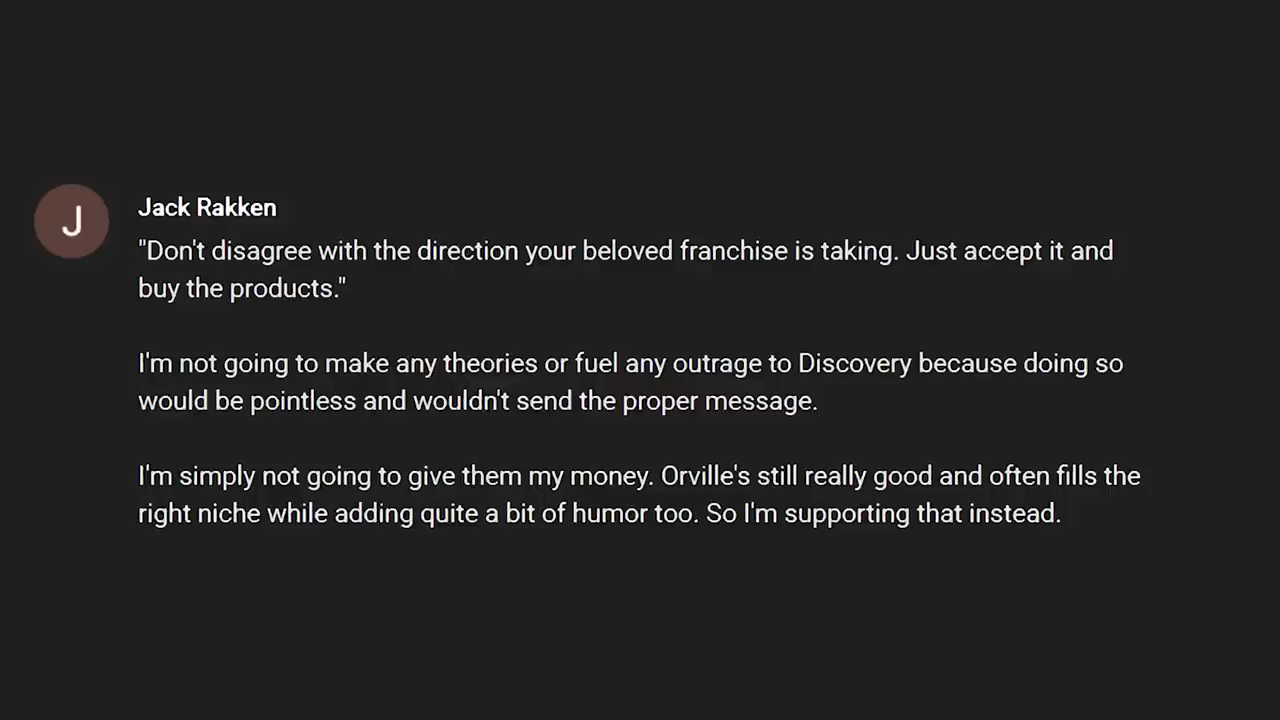 J
Jack Rakken
"Don't disagree with the direction your beloved franchise is taking. Just accept it and
buy the products."
I'm not going to make any theories or fuel any outrage to Discovery because doing so
would be pointless and wouldn't send the proper message.
I'm simply not going to give them my money. Orville's still really good and often fills the
right niche while adding quite a bit of humor too. So I'm supporting that instead.